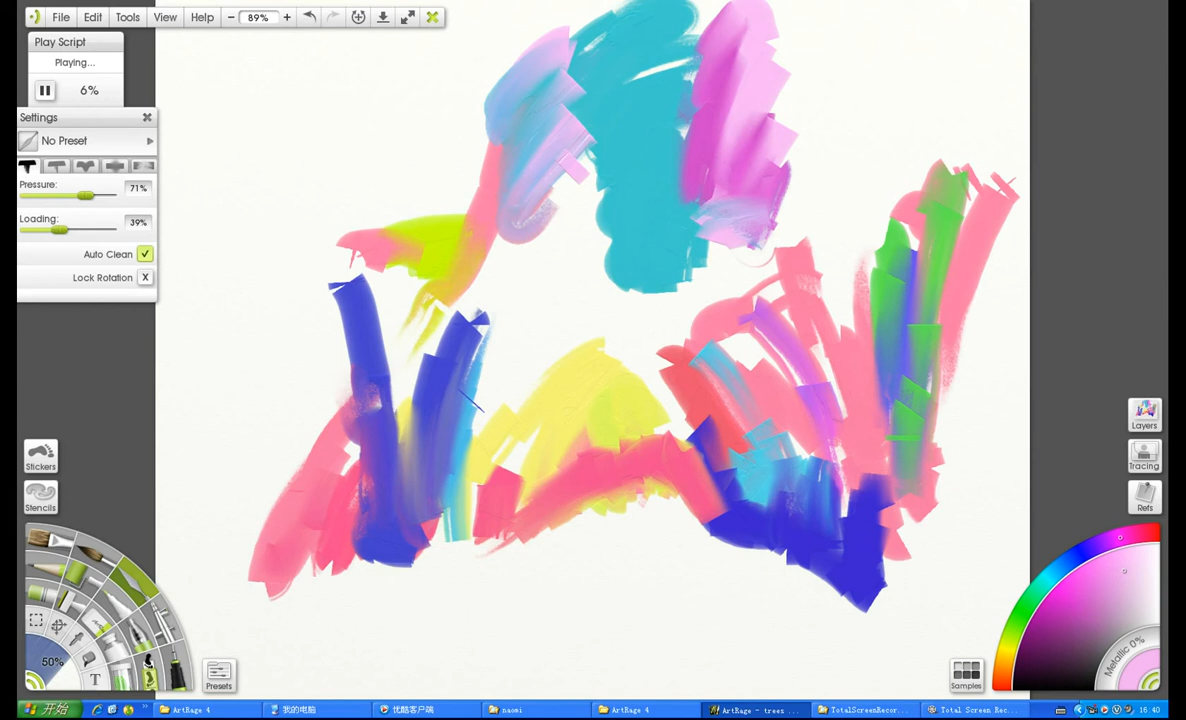 File Edit Tools View Help − 89% +
Play Script
Playing...
6%
Settings
No Preset
Pressure:
71%
Loading:
39%
Auto Clean
Lock Rotation X
Stickers
Stencils
50%
T
Presets
Layers
Tracing
Refs
Metallic 0%
Samples
开始
ArtRage 4
我的电脑
优酷客户端
naomi
ArtRage 4
ArtRage - trees ...
TotalScreenRecor...
Total Screen Rec...
16:40